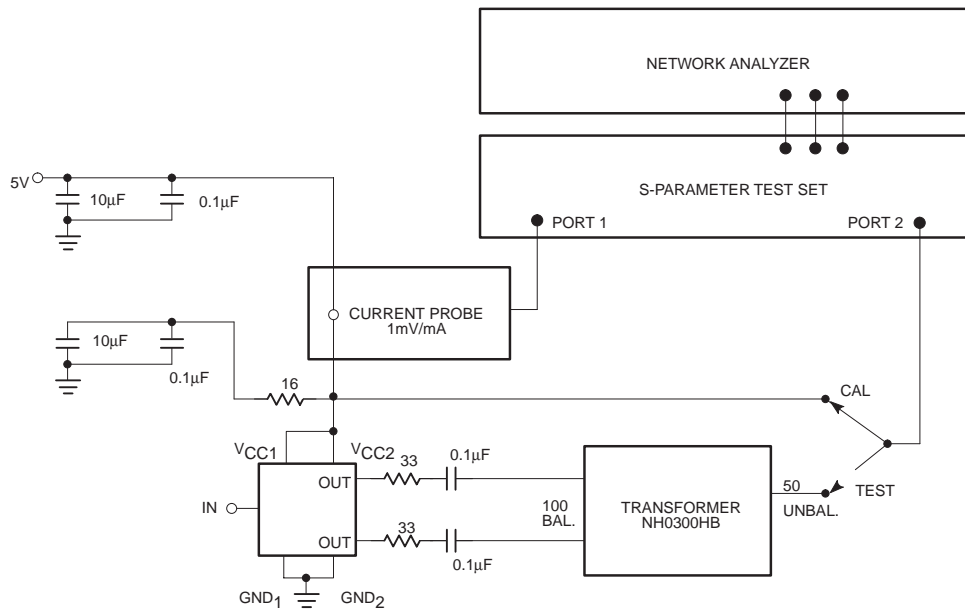 NETWORK ANALYZER
S-PARAMETER TEST SET
PORT 1
PORT 2
5V
10μF
0.1μF
CURRENT PROBE
1mV/mA
10μF
0.1μF
16
CAL
VCC1
VCC2
33
0.1μF
OUT
IN
100
BAL.
TRANSFORMER
NH0300HB
50
UNBAL.
TEST
OUT
33
0.1μF
GND1
GND2